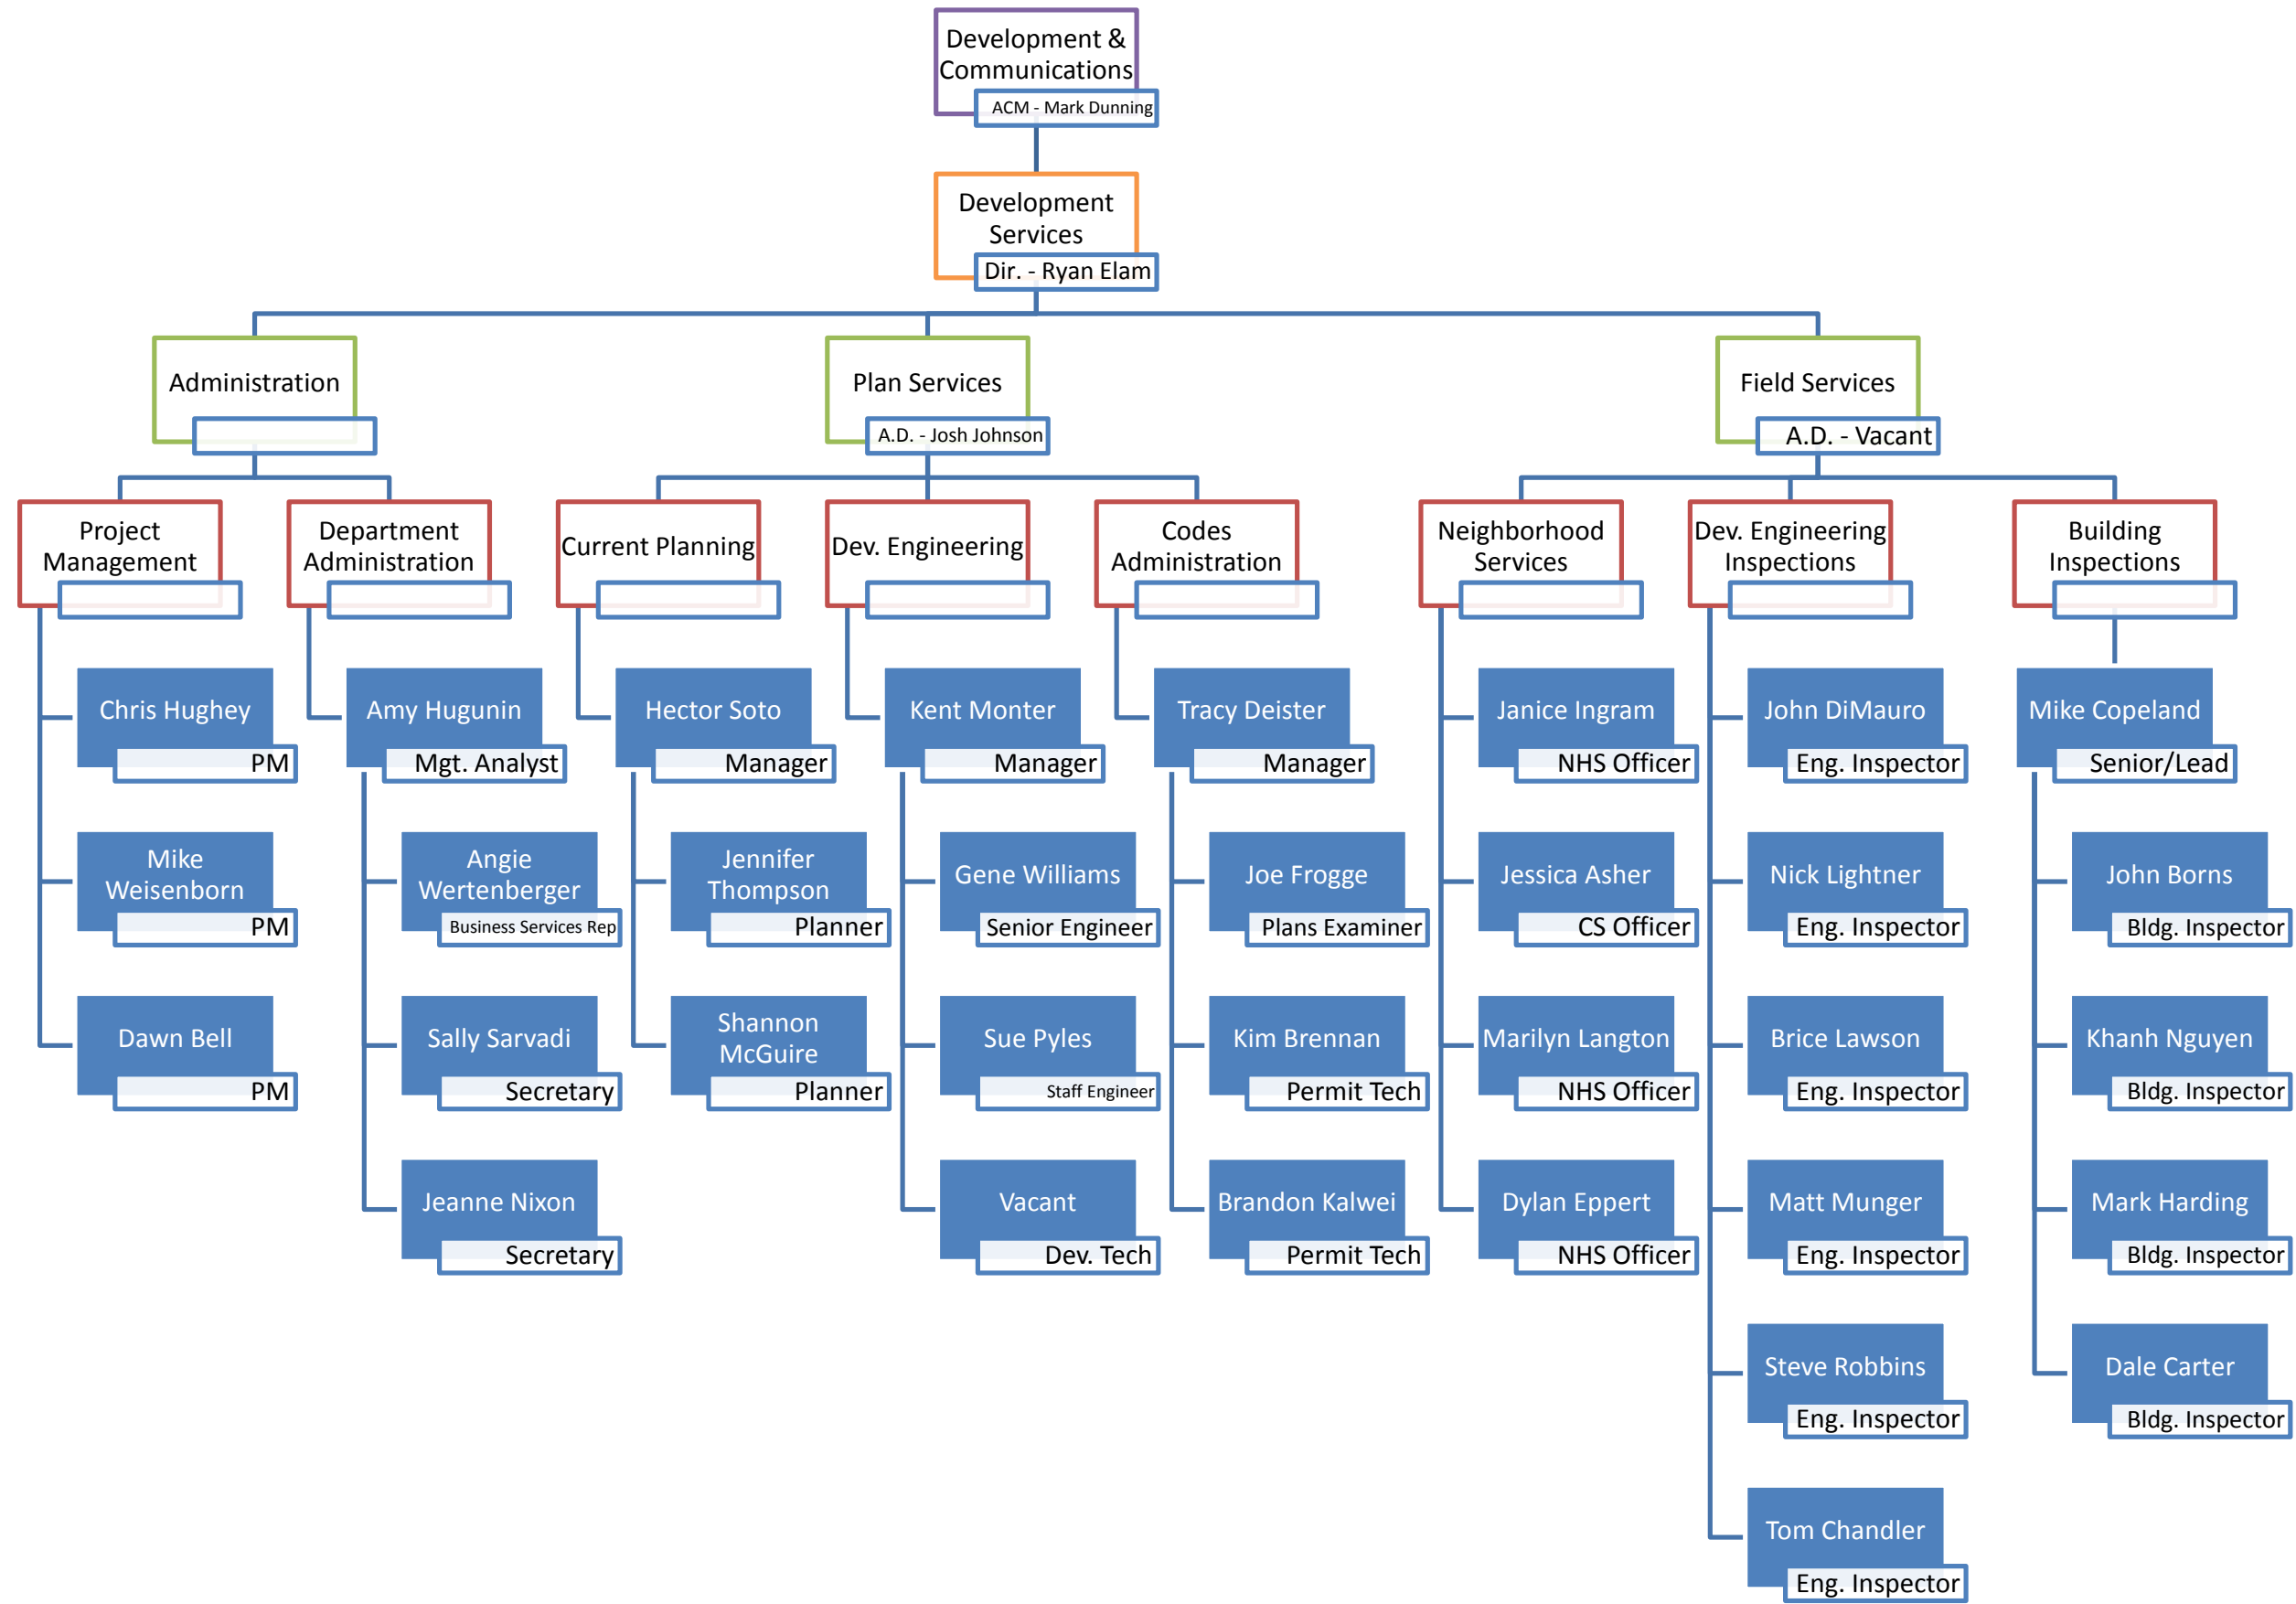 Development &
Communications
ACM - Mark Dunning
Development
Services
Dir. - Ryan Elam
Administration
Plan Services
A.D. - Josh Johnson
Field Services
A.D. - Vacant
Project
Management
Department
Administration
Current Planning
Dev. Engineering
Codes
Administration
Neighborhood
Services
Dev. Engineering
Inspections
Building
Inspections
Chris Hughey
PM
Mike
Weisenborn
PM
Dawn Bell
PM
Amy Hugunin
Mgt. Analyst
Angie
Wertenberger
Business Services Rep
Sally Sarvadi
Secretary
Jeanne Nixon
Secretary
Hector Soto
Manager
Jennifer
Thompson
Planner
Shannon
McGuire
Planner
Kent Monter
Manager
Gene Williams
Senior Engineer
Sue Pyles
Staff Engineer
Vacant
Dev. Tech
Tracy Deister
Manager
Joe Frogge
Plans Examiner
Kim Brennan
Permit Tech
Brandon Kalwei
Permit Tech
Janice Ingram
NHS Officer
Jessica Asher
CS Officer
Marilyn Langton
NHS Officer
Dylan Eppert
NHS Officer
John DiMauro
Eng. Inspector
Nick Lightner
Eng. Inspector
Brice Lawson
Eng. Inspector
Matt Munger
Eng. Inspector
Steve Robbins
Eng. Inspector
Tom Chandler
Eng. Inspector
Mike Copeland
Senior/Lead
John Borns
Bldg. Inspector
Khanh Nguyen
Bldg. Inspector
Mark Harding
Bldg. Inspector
Dale Carter
Bldg. Inspector